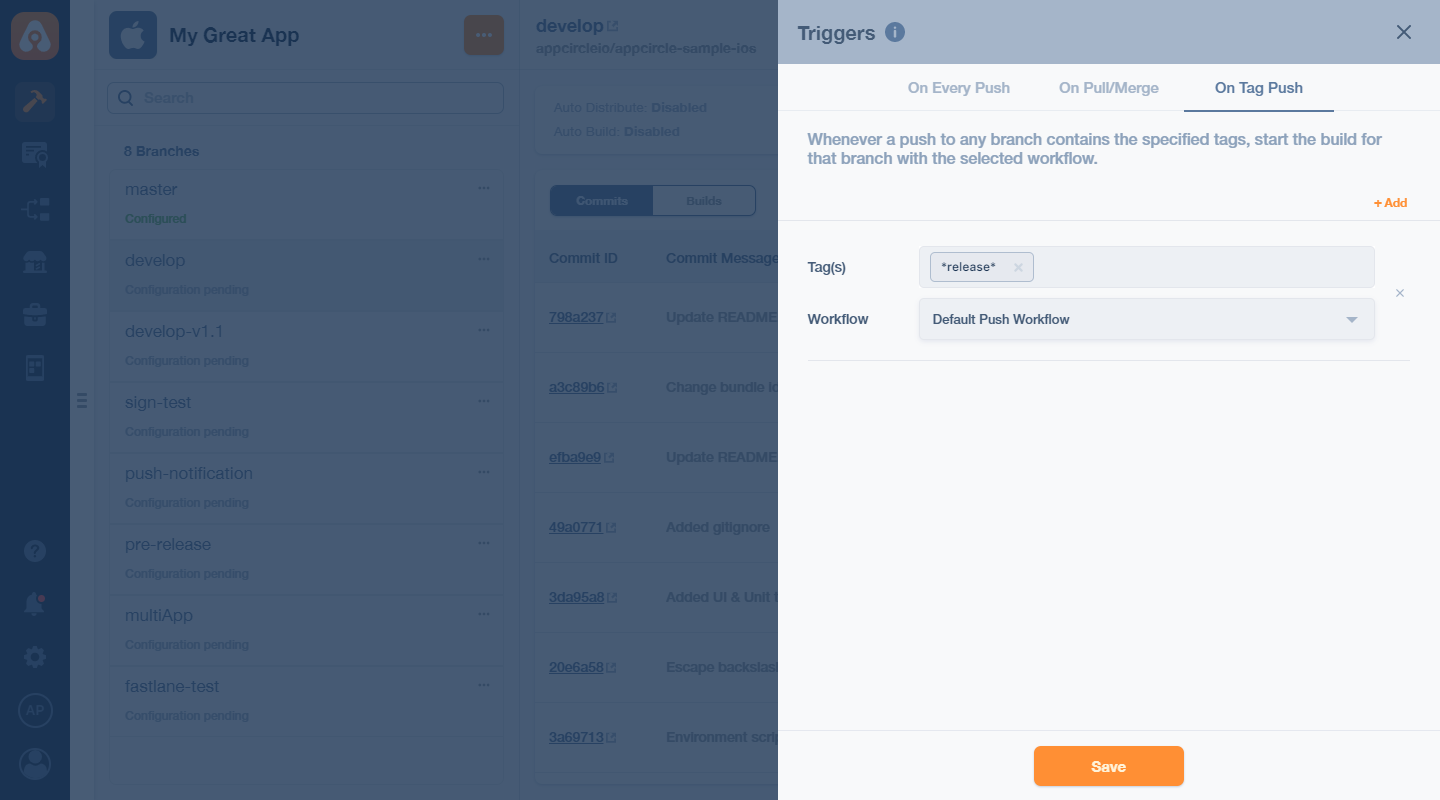 My Great App
Search
8 Branches
master
Configured
develop
Configuration pending
develop-v1.1
Configuration pending
sign-test
Configuration pending
push-notification
Configuration pending
pre-release
Configuration pending
multiApp
Configuration pending
fastlane-test
Configuration pending
AP
develop
appcircleio/appcircle-sample-ios
Auto Distribute: Disabled
Auto Build: Disabled
Commits Builds
Commit ID Commit Message
798a237 Update README
a3c89b6 Change bundle
efba9e9 Update README
49a0771 Added gitignore
3da95a8 Added UI & Unit
20e6a58 Escape
3a69713 Environment
Triggers
On Every Push On Pull/Merge On Tag Push
Whenever a push to any branch contains the specified tags, start the build for
that branch with the selected workflow.
+ Add
Tag(s) *release*
Workflow Default Push Workflow
Save